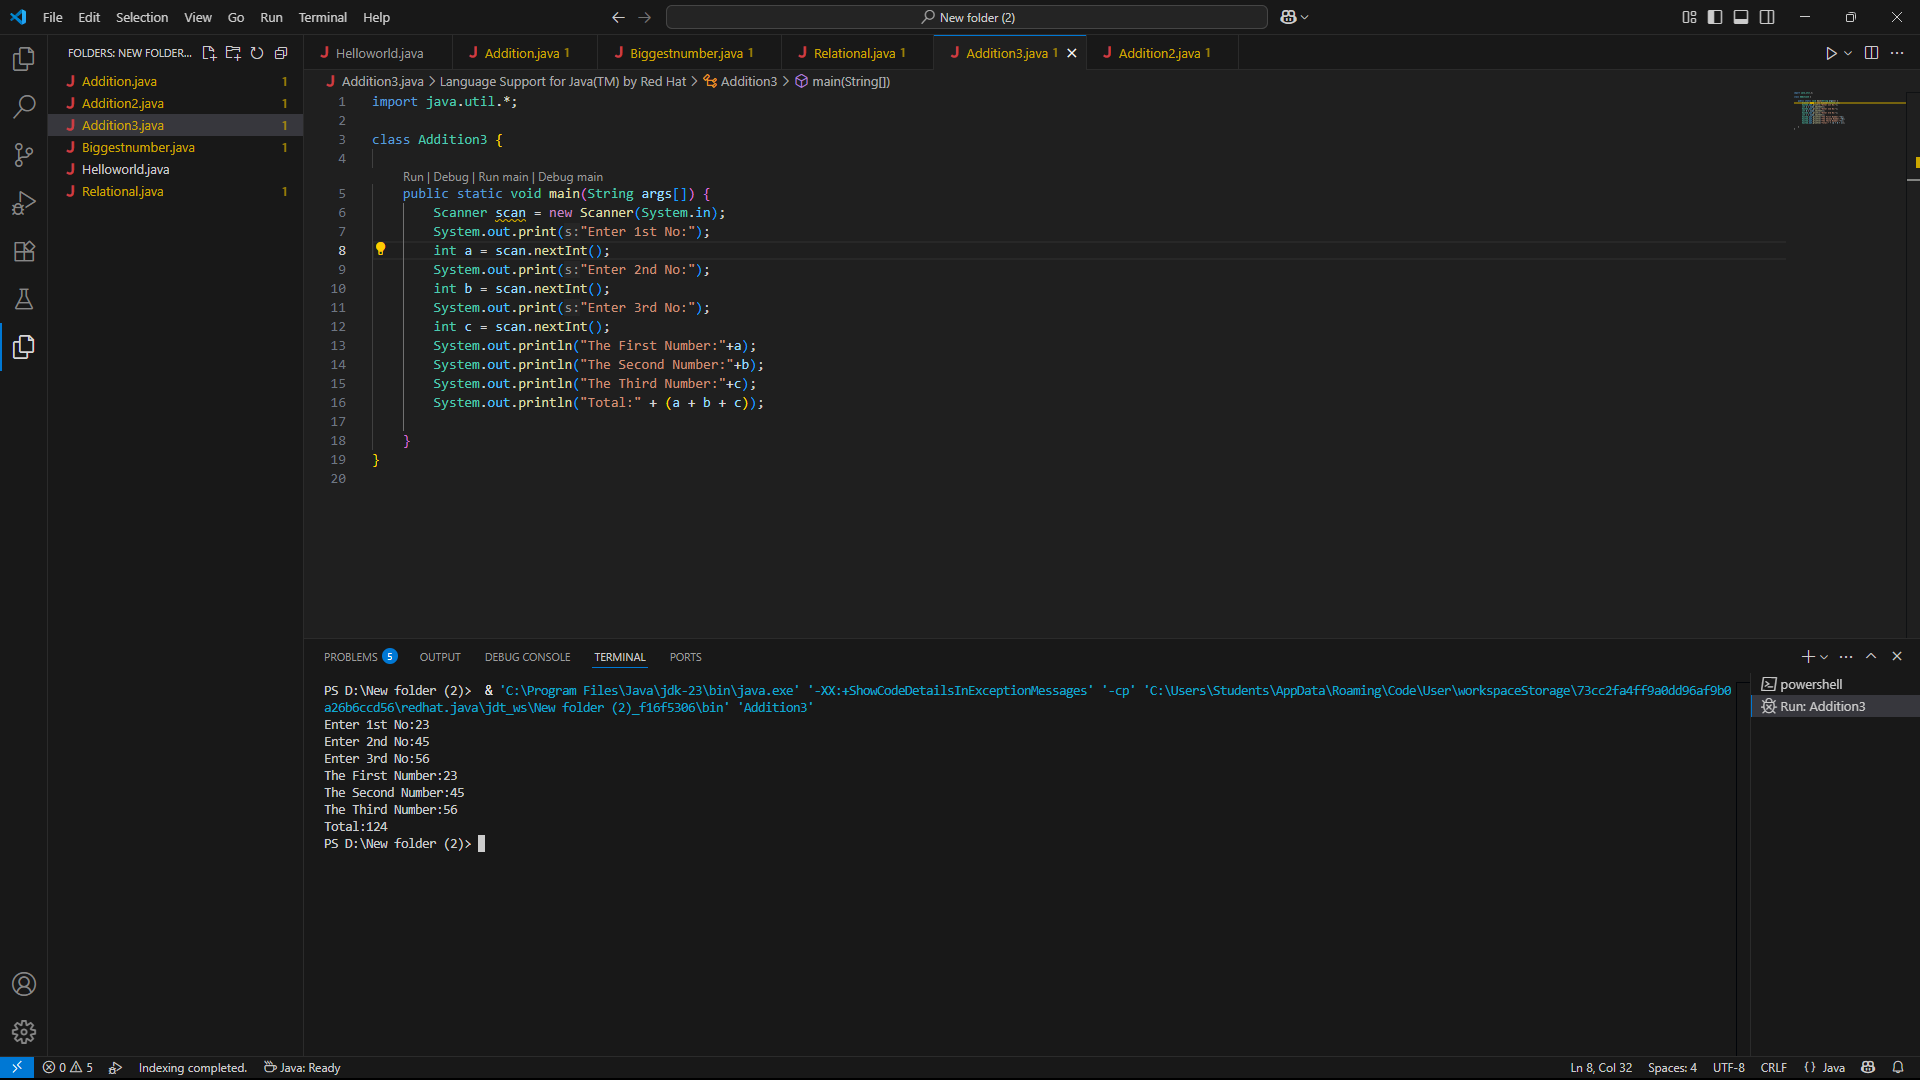 File Edit Selection View Go Run Terminal Help
New folder (2)
FOLDERS: NEW FOLDER...
Addition.java 1
Addition2.java 1
Addition3.java 1
Biggestnumber.java 1
Helloworld.java
Relational.java 1
Helloworld.java Addition.java 1 Biggestnumber.java 1 Relational.java 1 Addition3.java 1 Addition2.java 1
Addition3.java > Language Support for Java(TM) by Red Hat > Addition3 > main(String[])
1 import java.util.*;
2
3 class Addition3 {
4
Run | Debug | Run main | Debug main
5 public static void main(String args[]) {
6 Scanner scan = new Scanner(System.in);
7 System.out.print(s:"Enter 1st No:");
8 int a = scan.nextInt();
9 System.out.print(s:"Enter 2nd No:");
10 int b = scan.nextInt();
11 System.out.print(s:"Enter 3rd No:");
12 int c = scan.nextInt();
13 System.out.println("The First Number:"+a);
14 System.out.println("The Second Number:"+b);
15 System.out.println("The Third Number:"+c);
16 System.out.println("Total:" + (a + b + c));
17
18 }
19 }
20
PROBLEMS 5 OUTPUT DEBUG CONSOLE TERMINAL PORTS
PS D:\New folder (2)> & 'C:\Program Files\Java\jdk-23\bin\java.exe' '-XX:+ShowCodeDetailsInExceptionMessages' '-cp' 'C:\Users\Students\AppData\Roaming\Code\User\workspaceStorage\73cc2fa4ff9a0dd96af9b0
a26b6ccd56\redhat.java\jdt_ws\New folder (2)_f16f5306\bin' 'Addition3'
Enter 1st No:23
Enter 2nd No:45
Enter 3rd No:56
The First Number:23
The Second Number:45
The Third Number:56
Total:124
PS D:\New folder (2)>
powershell
Run: Addition3
0 5 Indexing completed. Java: Ready
Ln 8, Col 32 Spaces: 4 UTF-8 CRLF {} Java